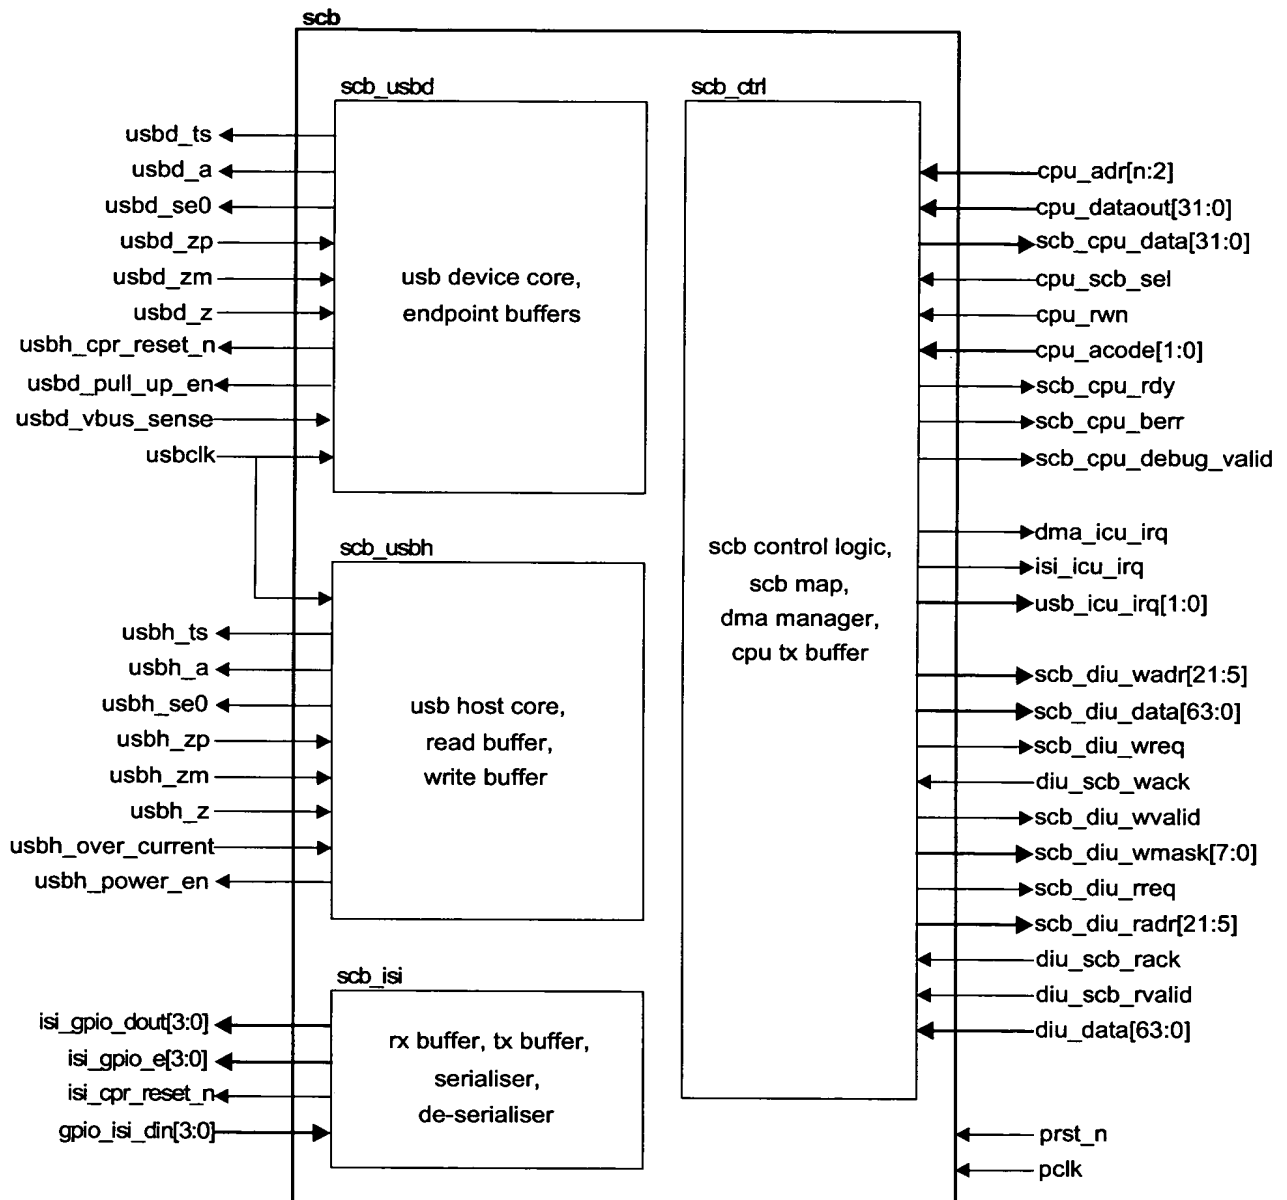 scb
scb_usbd
usbd_ts
usbd_a
usbd_se0
usbd_zp
usbd_zm
usbd_z
usbh_cpr_reset_n
usbd_pull_up_en
usbd_vbus_sense
usbclk
usb device core,
endpoint buffers
scb_usbh
usbh_ts
usbh_a
usbh_se0
usbh_zp
usbh_zm
usbh_z
usbh_over_current
usbh_power_en
usb host core,
read buffer,
write buffer
scb_isi
isi_gpio_dout[3:0]
isi_gpio_e[3:0]
isi_cpr_reset_n
gpio_isi_din[3:0]
rx buffer, tx buffer,
serialiser,
de-serialiser
scb_ctrl
scb control logic,
scb map,
dma manager,
cpu tx buffer
cpu_adr[n:2]
cpu_dataout[31:0]
scb_cpu_data[31:0]
cpu_scb_sel
cpu_rwn
cpu_acode[1:0]
scb_cpu_rdy
scb_cpu_berr
scb_cpu_debug_valid
dma_icu_irq
isi_icu_irq
usb_icu_irq[1:0]
scb_diu_wadr[21:5]
scb_diu_data[63:0]
scb_diu_wreq
diu_scb_wack
scb_diu_wvalid
scb_diu_wmask[7:0]
scb_diu_rreq
scb_diu_radr[21:5]
diu_scb_rack
diu_scb_rvalid
diu_data[63:0]
prst_n
pclk